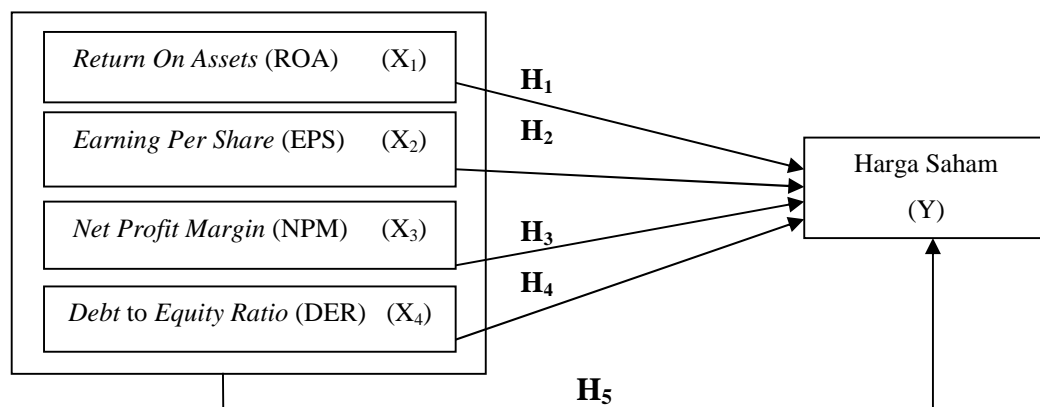 Return On Assets (ROA) (X₁)
H₁
Earning Per Share (EPS) (X₂)
H₂
Net Profit Margin (NPM) (X₃)
H₃
Debt to Equity Ratio (DER) (X₄)
H₄
Harga Saham
(Y)
H₅